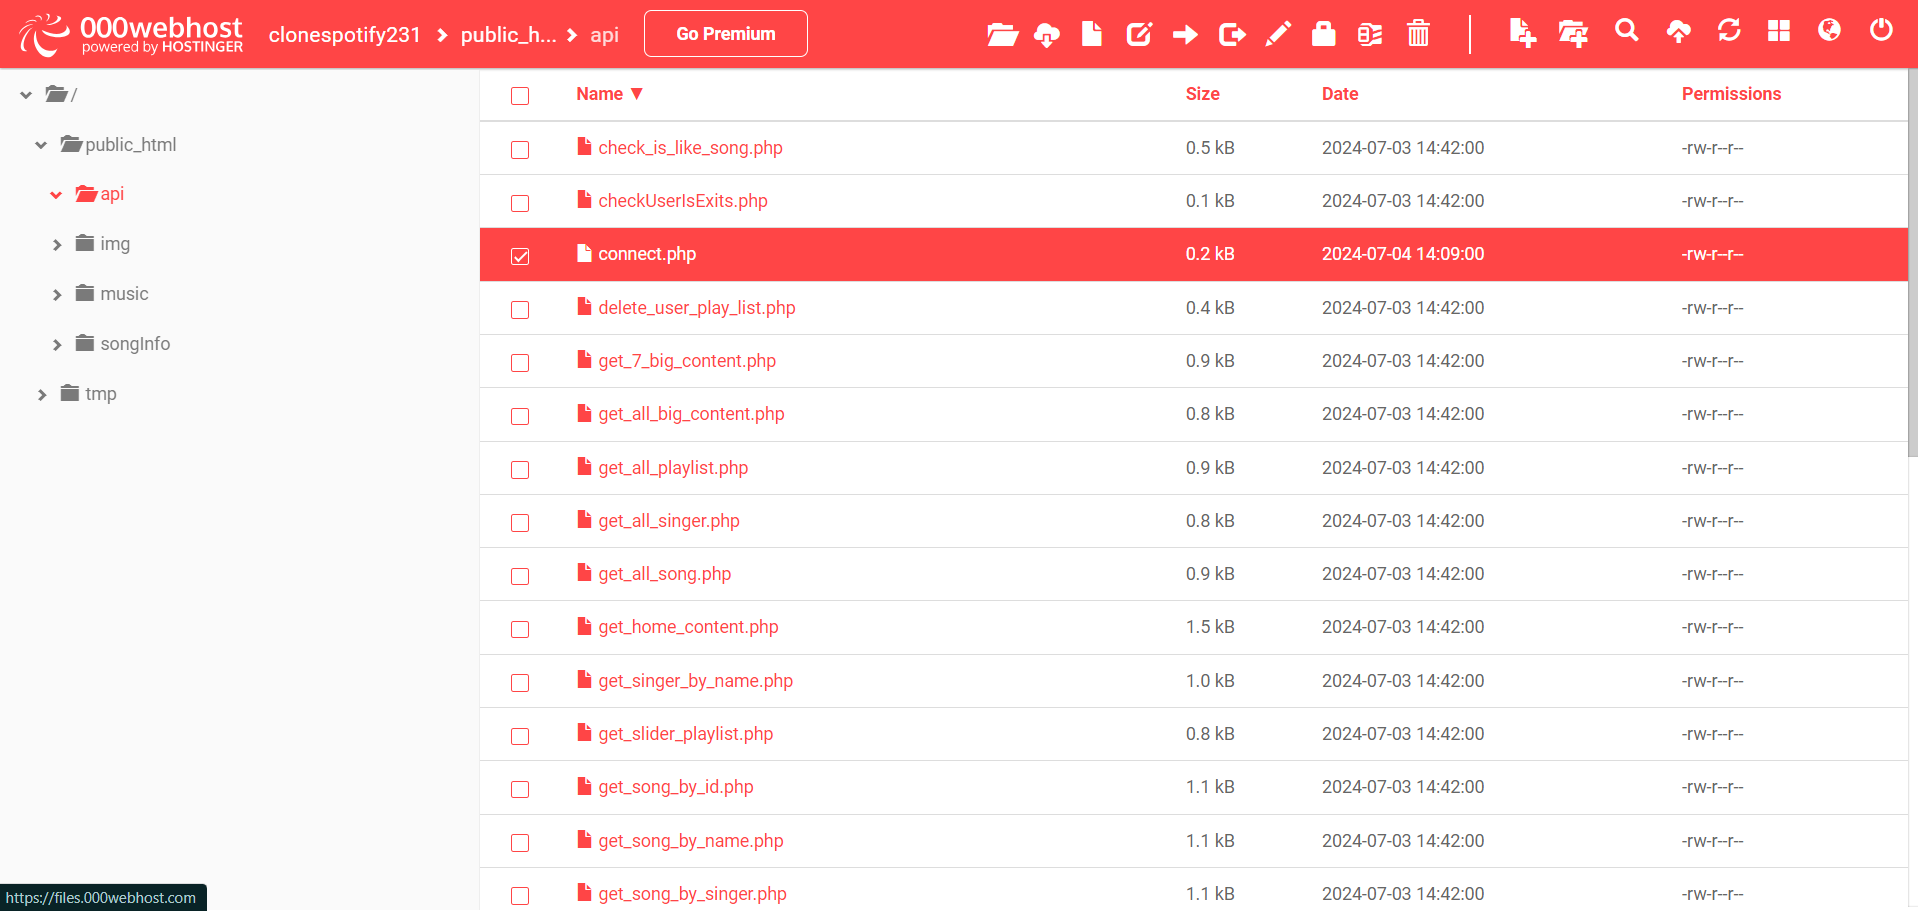 000webhost
powered by HOSTINGER
clonespotify231 public_h... api
Go Premium
/
public_html
api
img
music
songInfo
tmp
Name ▼ Size Date Permissions
check_is_like_song.php 0.5 kB 2024-07-03 14:42:00 -rw-r--r--
checkUserIsExits.php 0.1 kB 2024-07-03 14:42:00 -rw-r--r--
connect.php 0.2 kB 2024-07-04 14:09:00 -rw-r--r--
delete_user_play_list.php 0.4 kB 2024-07-03 14:42:00 -rw-r--r--
get_7_big_content.php 0.9 kB 2024-07-03 14:42:00 -rw-r--r--
get_all_big_content.php 0.8 kB 2024-07-03 14:42:00 -rw-r--r--
get_all_playlist.php 0.9 kB 2024-07-03 14:42:00 -rw-r--r--
get_all_singer.php 0.8 kB 2024-07-03 14:42:00 -rw-r--r--
get_all_song.php 0.9 kB 2024-07-03 14:42:00 -rw-r--r--
get_home_content.php 1.5 kB 2024-07-03 14:42:00 -rw-r--r--
get_singer_by_name.php 1.0 kB 2024-07-03 14:42:00 -rw-r--r--
get_slider_playlist.php 0.8 kB 2024-07-03 14:42:00 -rw-r--r--
get_song_by_id.php 1.1 kB 2024-07-03 14:42:00 -rw-r--r--
get_song_by_name.php 1.1 kB 2024-07-03 14:42:00 -rw-r--r--
get_song_by_singer.php 1.1 kB 2024-07-03 14:42:00 -rw-r--r--
https://files.000webhost.com